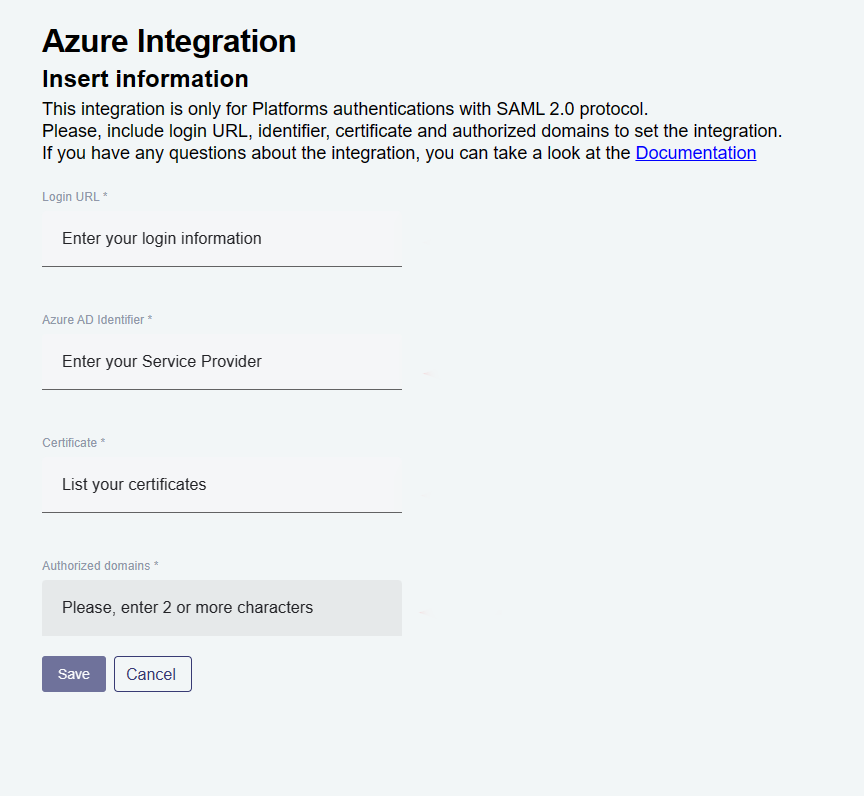 Azure Integration
Insert information
This integration is only for Platforms authentications with SAML 2.0 protocol.
Please, include login URL, identifier, certificate and authorized domains to set the integration.
If you have any questions about the integration, you can take a look at the Documentation
Login URL *
Enter your login information
Azure AD Identifier *
Enter your Service Provider
Certificate *
List your certificates
Authorized domains *
Please, enter 2 or more characters
Save Cancel